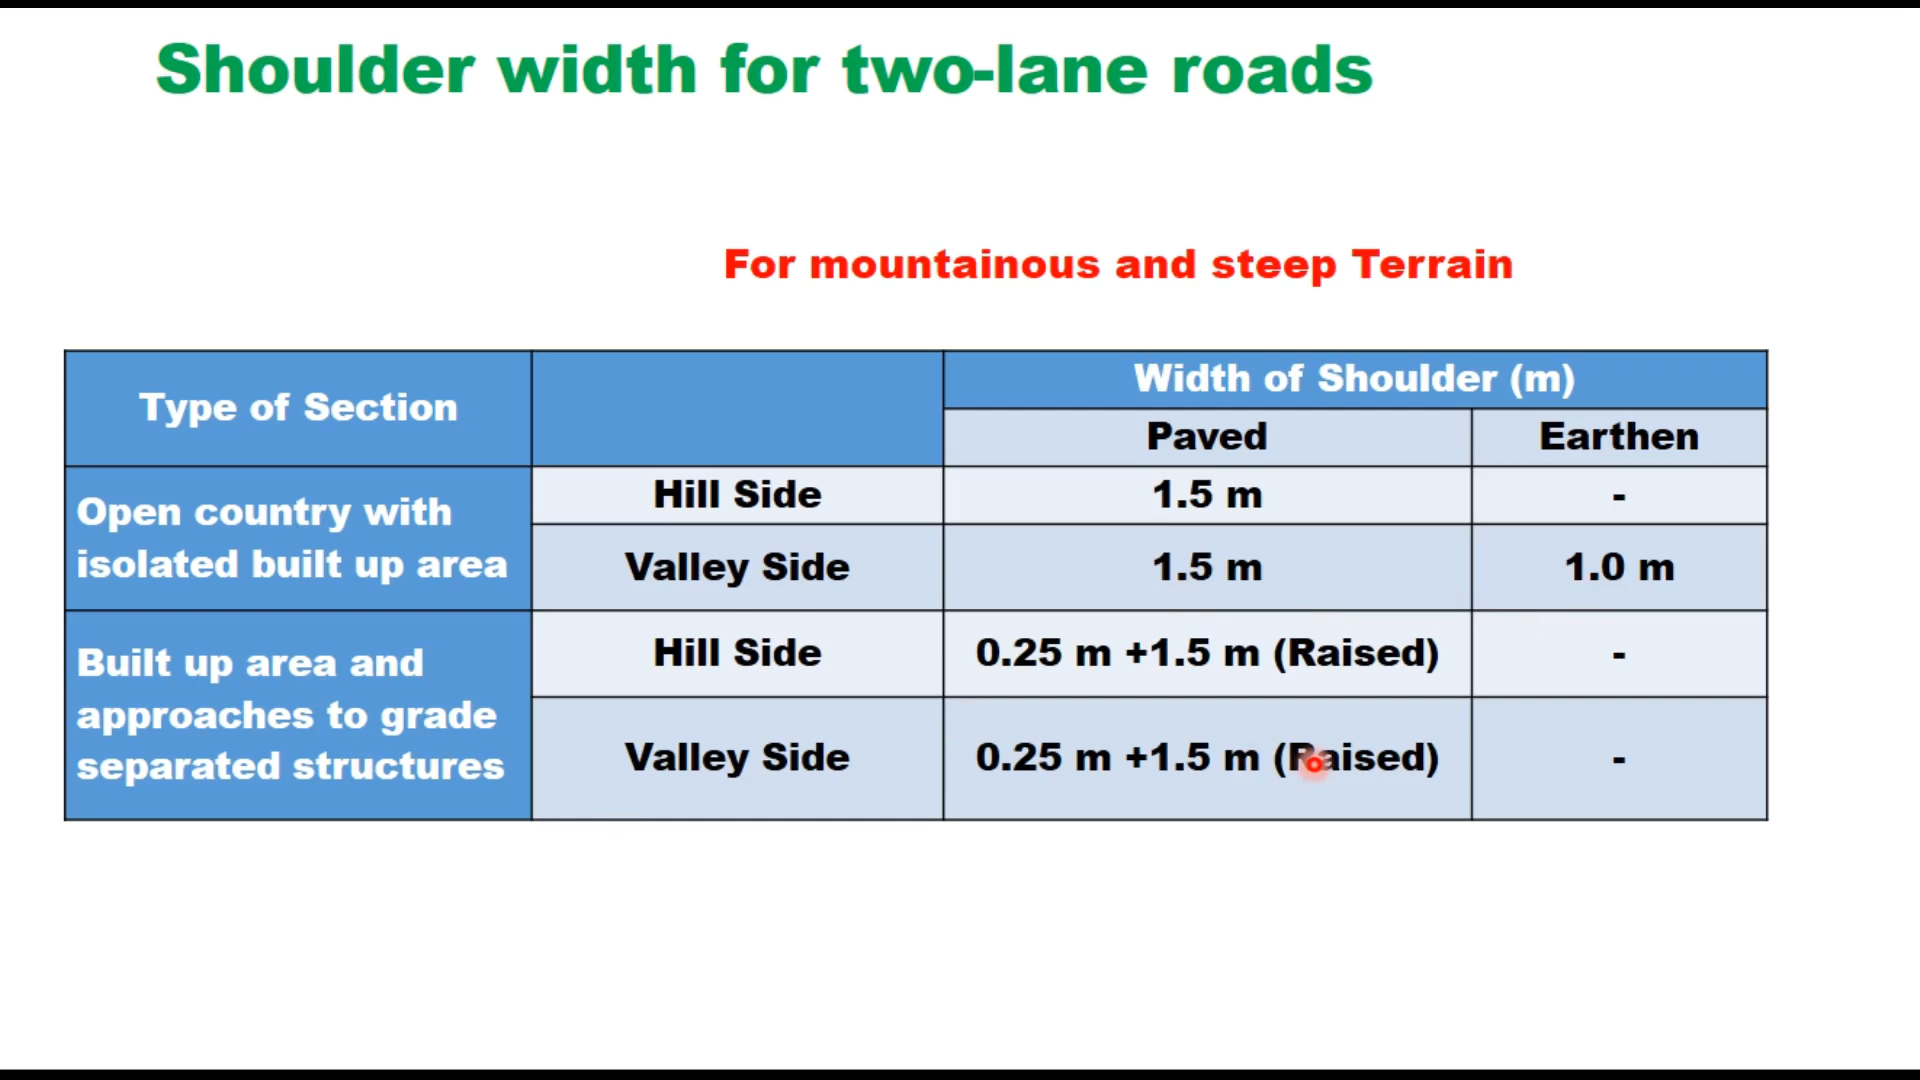 Shoulder width for two-lane roads
For mountainous and steep Terrain
Type of Section
Width of Shoulder (m)
Paved
Earthen
Open country with
isolated built up area
Hill Side
1.5 m
-
Valley Side
1.5 m
1.0 m
Built up area and
approaches to grade
separated structures
Hill Side
0.25 m +1.5 m (Raised)
-
Valley Side
0.25 m +1.5 m (Raised)
-